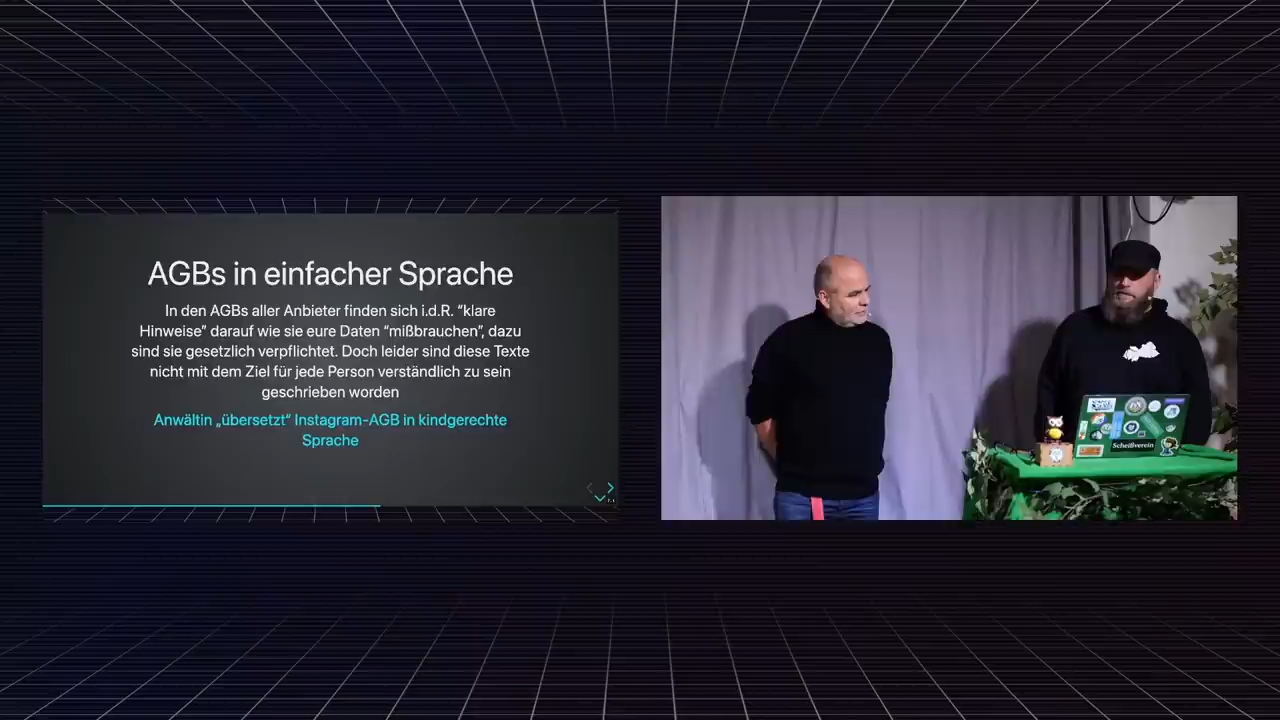 AGBs in einfacher Sprache
In den AGBs aller Anbieter finden sich i.d.R. “klare
Hinweise” darauf wie sie eure Daten “mißbrauchen”, dazu
sind sie gesetzlich verpflichtet. Doch leider sind diese Texte
nicht mit dem Ziel für jede Person verständlich zu sein
geschrieben worden
Anwältin „übersetzt“ Instagram-AGB in kindgerechte
Sprache
Scheißverein